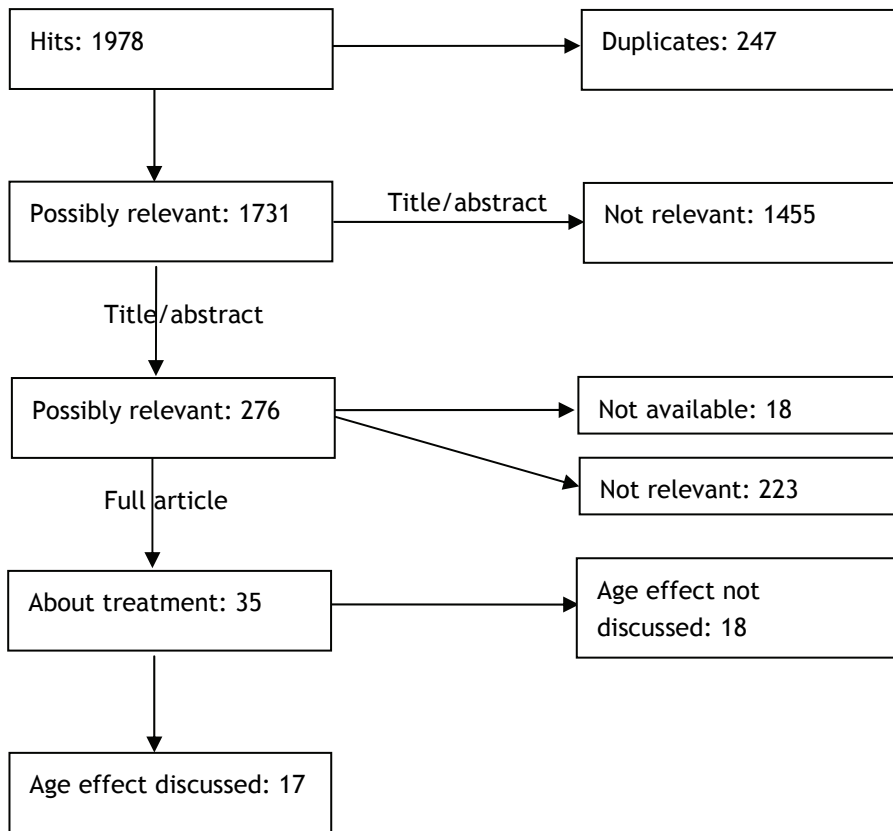 Hits: 1978
Duplicates: 247
Possibly relevant: 1731
Title/abstract
Not relevant: 1455
Title/abstract
Possibly relevant: 276
Not available: 18
Not relevant: 223
Full article
About treatment: 35
Age effect not
discussed: 18
Age effect discussed: 17